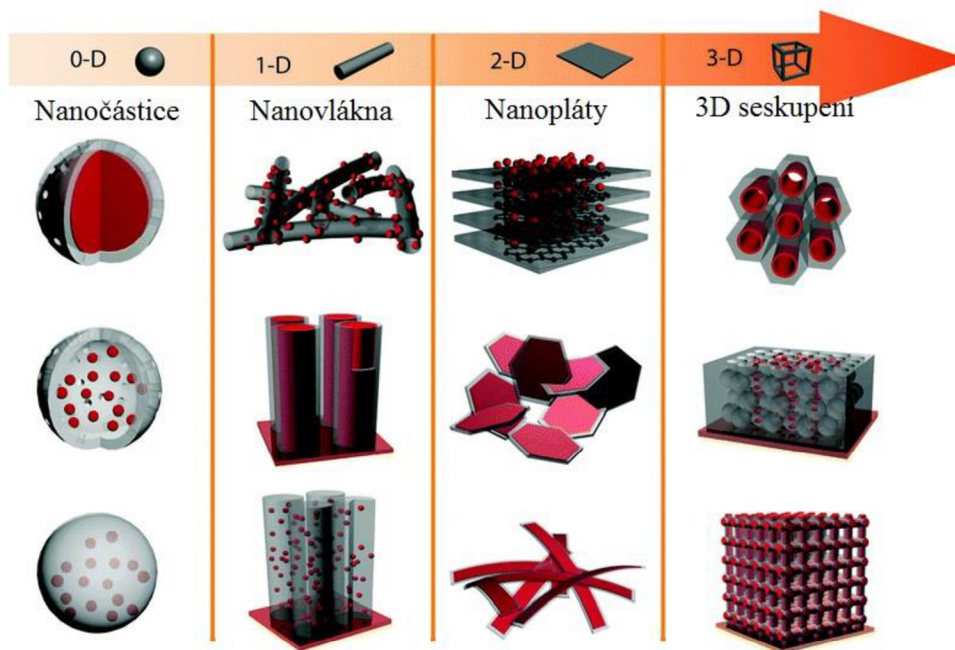 0-D
1-D
2-D
3-D
Nanočástice
Nanovlákna
Nanopláty
3D seskupení